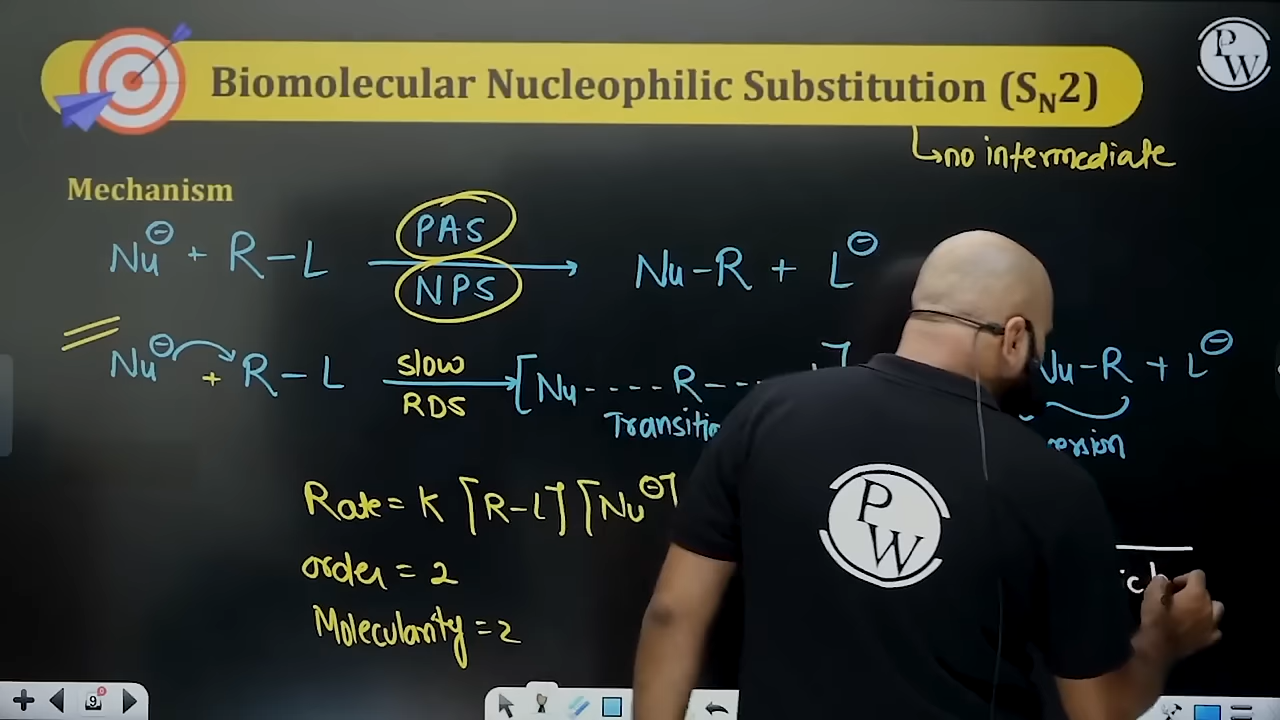 Biomolecular Nucleophilic Substitution (SN2)
PW
no intermediate
Mechanism
Nu⊖ + R–L PAS NPS Nu–R + L⊖
Nu⊖ + R–L slow RDS [Nu----R--- ] Nu–R + L⊖
Rate = K [R–L] [Nu⊖]
order = 2
Molecularity = 2
PW
9